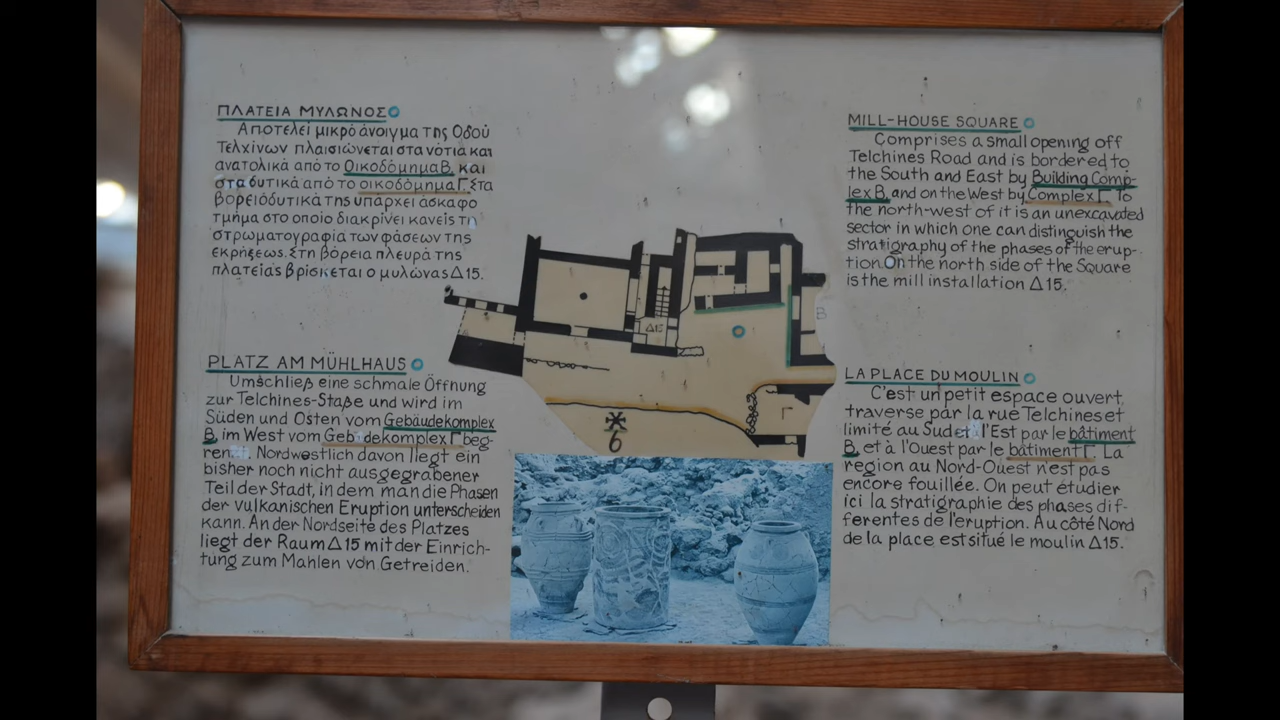 ΠΛΑΤΕΙΑ ΜΥΛΩΝΟΣ
Αποτελεί μικρό άνοιγμα της Οδού
Τελχίνων πλαισιώνεται στα νότια και
ανατολικά από το Οικοδόμημα Β, και
στα δυτικά από το οικοδόμημα Γ. Στα
βορειοδυτικά της υπάρχει άσκαφο
τμήμα στο οποίο διακρίνει κανείς τη
στρωματογραφία των φάσεων της
εκρήξεως. Στη βόρεια πλευρά της
πλατείας βρίσκεται ο μυλώνας Δ15.
PLATZ AM MÜHLHAUS
Umschließ eine schmale Öffnung
zur Telchines-Staße und wird im
Süden und Osten vom Gebäudekomplex
B, im West vom Gebäudekomplex Γ beg-
renzt. Nordwestlich davon liegt ein
bisher noch nicht ausgegrabener
Teil der Stadt, in dem man die Phasen
der vulkanischen Eruption unterscheiden
kann. An der Nordseite des Platzes
liegt der Raum Δ15 mit der Einrich-
tung zum Mahlen von Getreiden.
Δ15
B
Γ
6
MILL-HOUSE SQUARE
Comprises a small opening off
Telchines Road and is bordered to
the South and East by Building Comp-
lex B, and on the West by Complex Γ. To
the north-west of it is an unexcavated
sector in which one can distinguish the
stratigraphy of the phases of the erup-
tion. On the north side of the Square
is the mill installation Δ15.
LA PLACE DU MOULIN
C'est un petit espace ouvert,
traverse par la rue Telchines et
limité au Sud et l'Est par le bâtiment
B, et à l'Ouest par le bâtiment Γ. La
region au Nord-Ouest n'est pas
encore fouillée. On peut étudier
ici la stratigraphie des phases dif-
ferentes de l'eruption. Au côté Nord
de la place est situé le moulin Δ15.